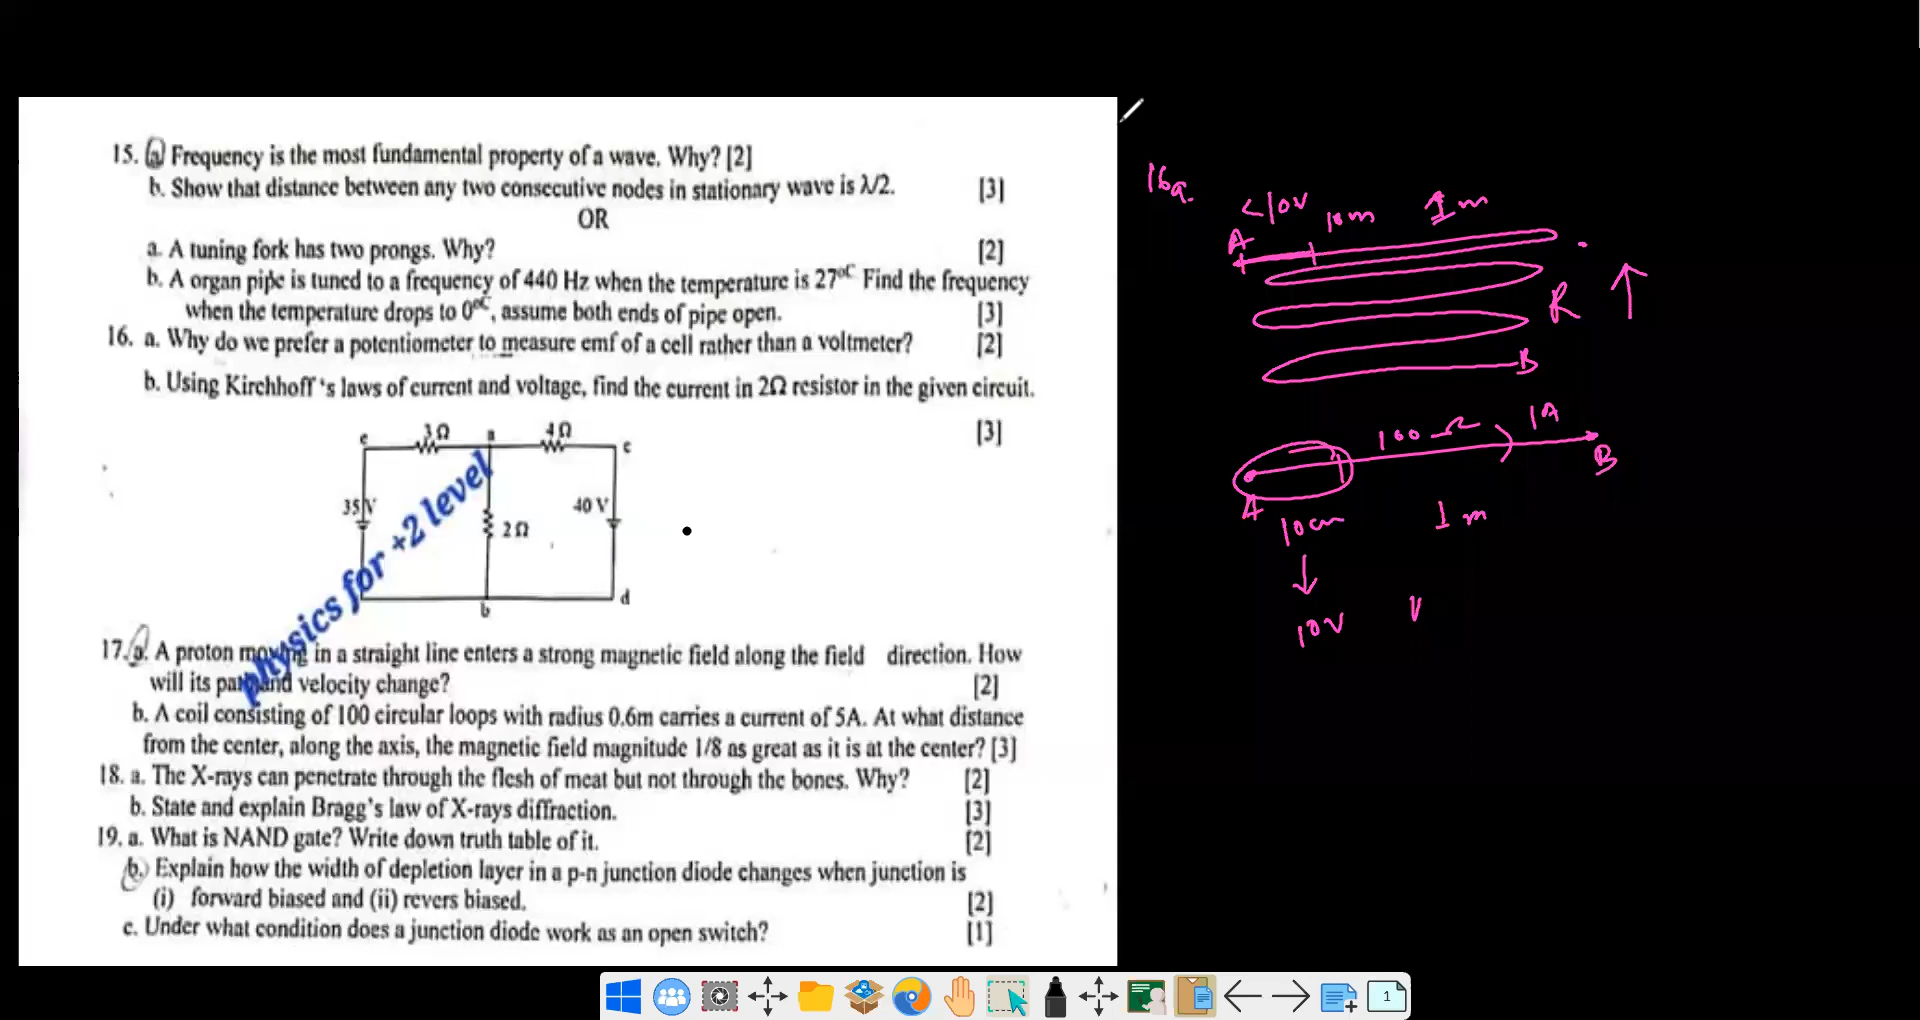 15. a. Frequency is the most fundamental property of a wave. Why? [2]
b. Show that distance between any two consecutive nodes in stationary wave is λ/2. [3]
OR
a. A tuning fork has two prongs. Why? [2]
b. A organ pipe is tuned to a frequency of 440 Hz when the temperature is 27°C Find the frequency
when the temperature drops to 0°C, assume both ends of pipe open. [3]
16. a. Why do we prefer a potentiometer to measure emf of a cell rather than a voltmeter? [2]
b. Using Kirchhoff's laws of current and voltage, find the current in 2Ω resistor in the given circuit.
[3]
e 3Ω a 4Ω c
35V 2Ω 40 V
b d
physics for +2 level
17. a. A proton moving in a straight line enters a strong magnetic field along the field direction. How
will its path and velocity change? [2]
b. A coil consisting of 100 circular loops with radius 0.6m carries a current of 5A. At what distance
from the center, along the axis, the magnetic field magnitude 1/8 as great as it is at the center? [3]
18. a. The X-rays can penetrate through the flesh of meat but not through the bones. Why? [2]
b. State and explain Bragg's law of X-rays diffraction. [3]
19. a. What is NAND gate? Write down truth table of it. [2]
b. Explain how the width of depletion layer in a p-n junction diode changes when junction is
(i) forward biased and (ii) revers biased. [2]
c. Under what condition does a junction diode work as an open switch? [1]
16a.
<10V 10m 1m
A
R ↑
B
100Ω 1A
A B
10cm 1m
↓
10V V
1